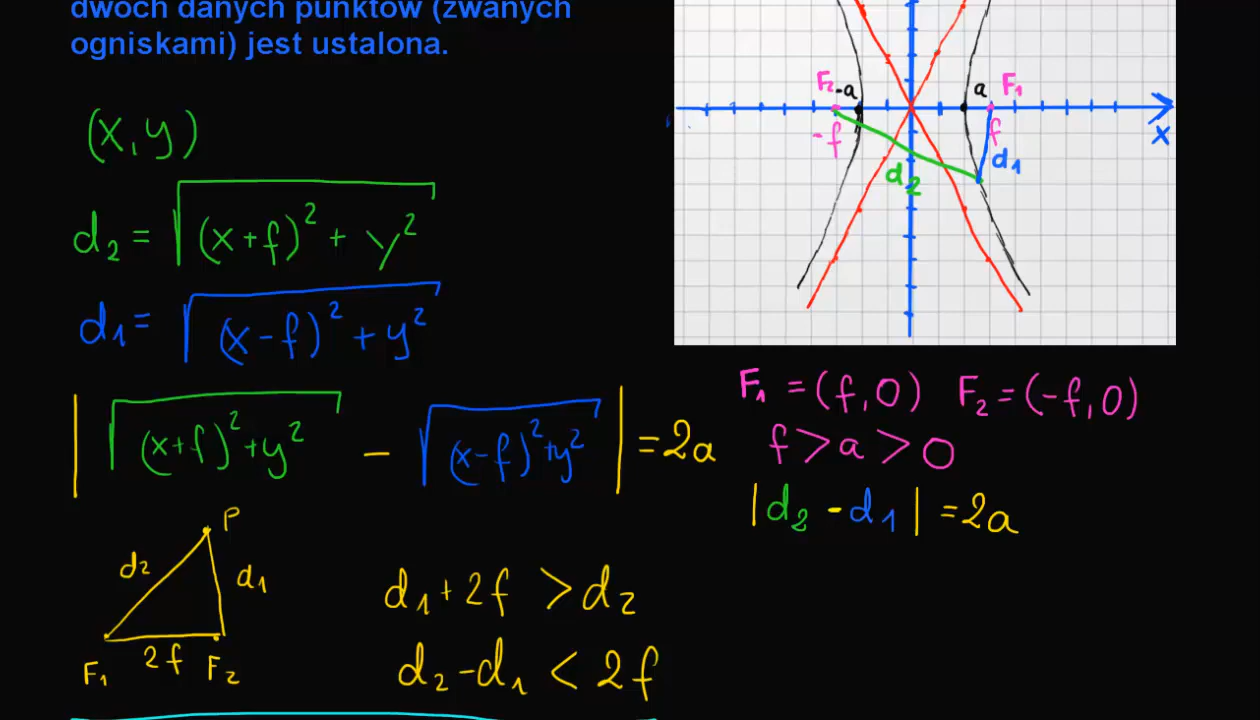 dwóch danych punktów (zwanych
ogniskami) jest ustalona.
(x,y)
d₂ = √(x+f)² + y²
d₁ = √(x-f)² + y²
|√(x+f)²+y² - √(x-f)²+y²| = 2a
P
d₂ d₁
F₁ 2f F₂
d₁ + 2f > d₂
d₂ - d₁ < 2f
F₂ -a a F₁
-f f x
d₂ d₁
F₁ = (f,0) F₂ = (-f,0)
f > a > 0
|d₂ - d₁| = 2a